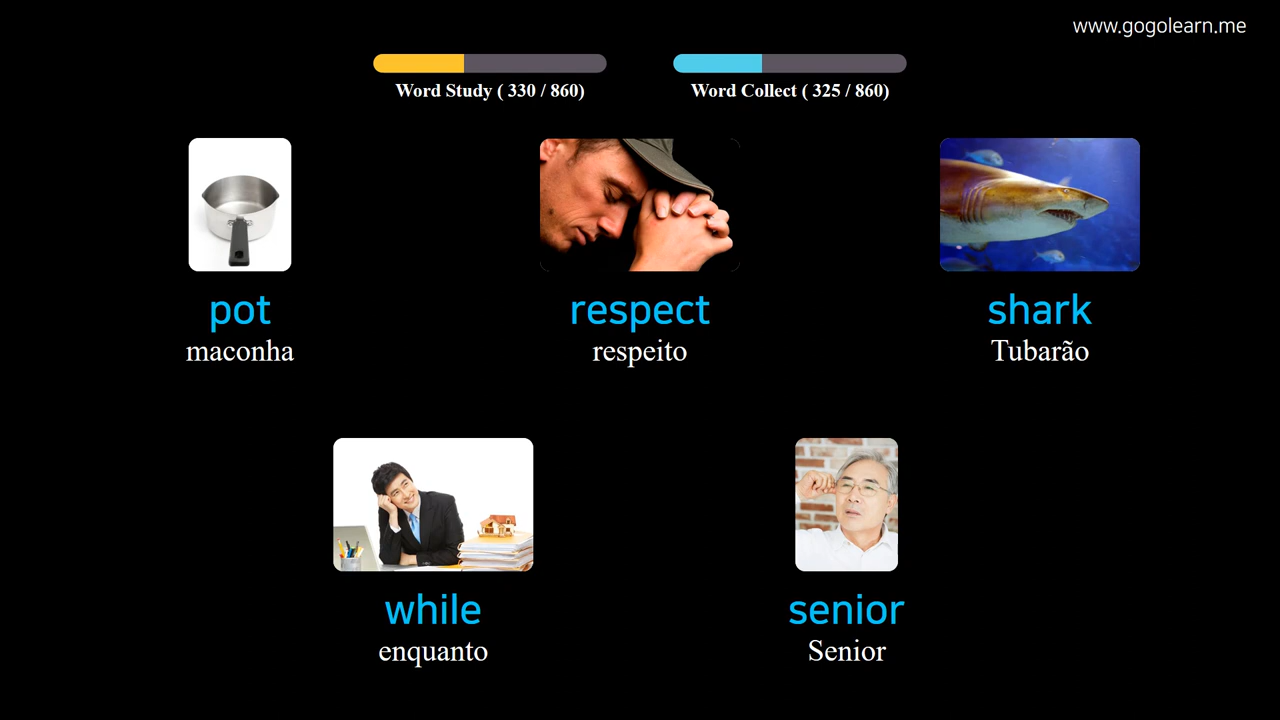 www.gogolearn.me
Word Study ( 330 / 860)
Word Collect ( 325 / 860)
pot
maconha
respect
respeito
shark
Tubarão
while
enquanto
senior
Senior